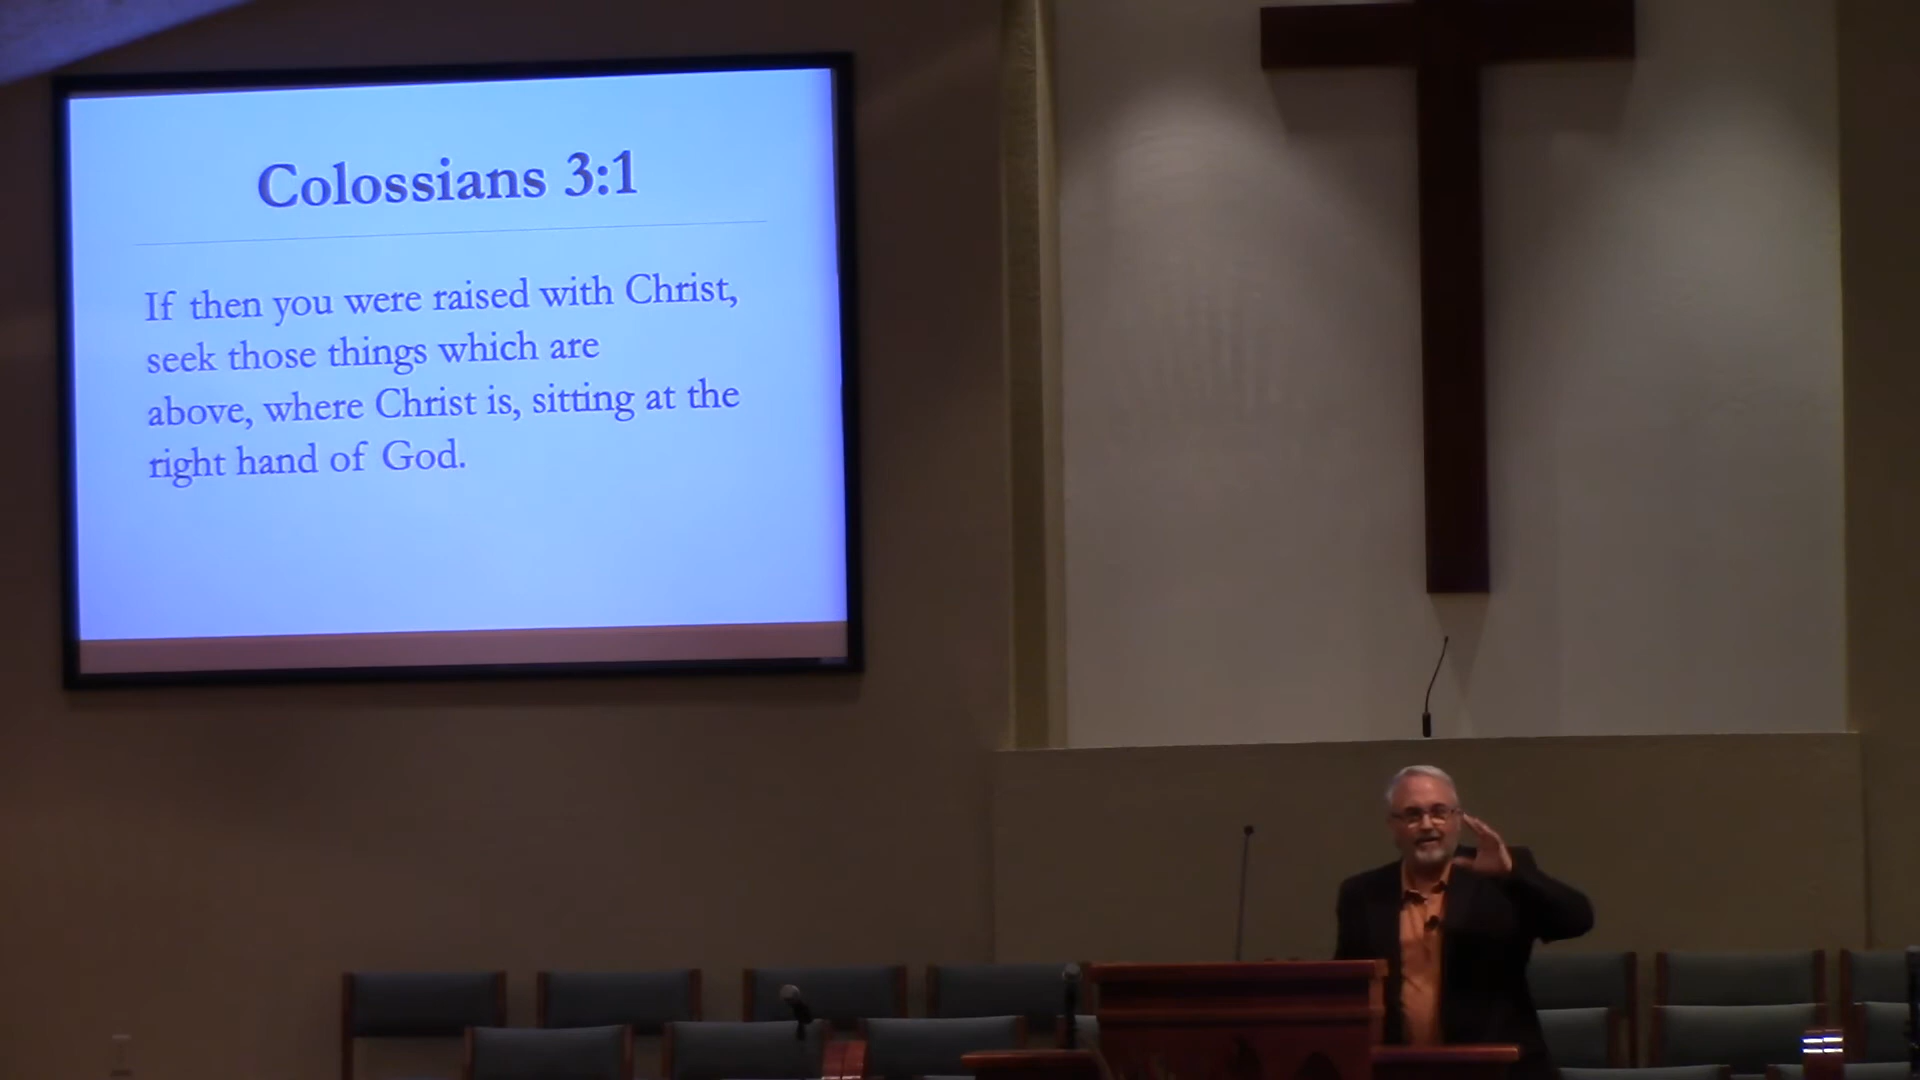 Colossians 3:1
If then you were raised with Christ,
seek those things which are
above, where Christ is, sitting at the
right hand of God.